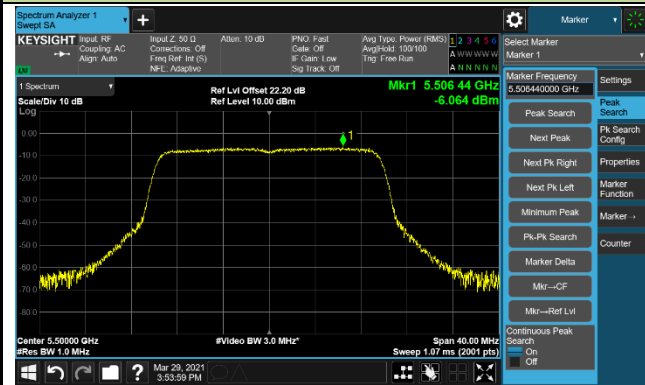 Spectrum Analyzer 1
Swept SA
+
Marker
KEYSIGHT
Input: RF
Coupling: AC
Align: Auto
Input Z: 50 Ω
Corrections: Off
Freq Ref: Int (S)
NFE: Adaptive
Atten: 10 dB
PNO: Fast
Gate: Off
IF Gain: Low
Sig Track: Off
Avg Type: Power (RMS)
Avg|Hold: 100/100
Trig: Free Run
1 2 3 4 5 6
A W W W W W
A N N N N N
LXI
Select Marker
Marker 1
1 Spectrum
Scale/Div 10 dB
Log
Ref Lvl Offset 22.20 dB
Ref Level 10.00 dBm
Mkr1 5.506 44 GHz
-6.064 dBm
0.00
-10.0
-20.0
-30.0
-40.0
-50.0
-60.0
-70.0
-80.0
1
Center 5.50000 GHz
#Res BW 1.0 MHz
#Video BW 3.0 MHz*
Span 40.00 MHz
Sweep 1.07 ms (2001 pts)
Marker Frequency
5.506440000 GHz
Peak Search
Next Peak
Next Pk Right
Next Pk Left
Minimum Peak
Pk-Pk Search
Marker Delta
Mkr→CF
Mkr→Ref Lvl
Continuous Peak
Search
On
Off
Settings
Peak
Search
Pk Search
Config
Properties
Marker
Function
Marker→
Counter
?
Mar 29, 2021
3:53:59 PM